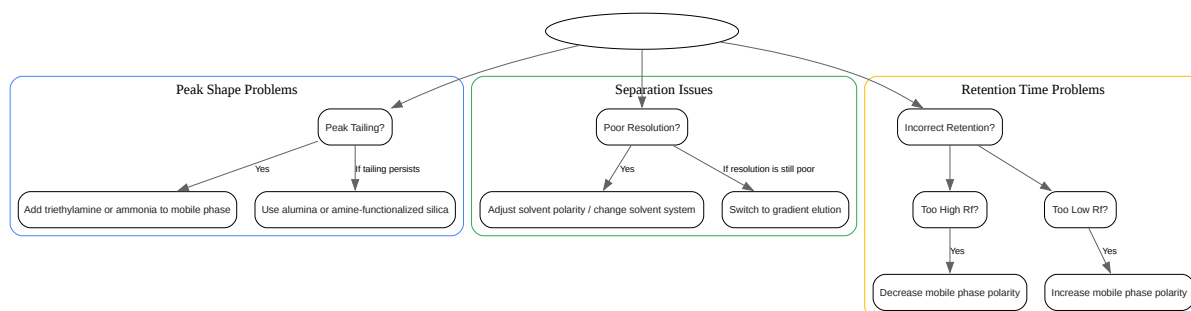 Peak Shape Problems
Separation Issues
Retention Time Problems
Peak Tailing?
Poor Resolution?
Incorrect Retention?
Yes
If tailing persists
Yes
If resolution is still poor
Add triethylamine or ammonia to mobile phase
Use alumina or amine-functionalized silica
Adjust solvent polarity / change solvent system
Switch to gradient elution
Too High Rf?
Too Low Rf?
Yes
Yes
Decrease mobile phase polarity
Increase mobile phase polarity